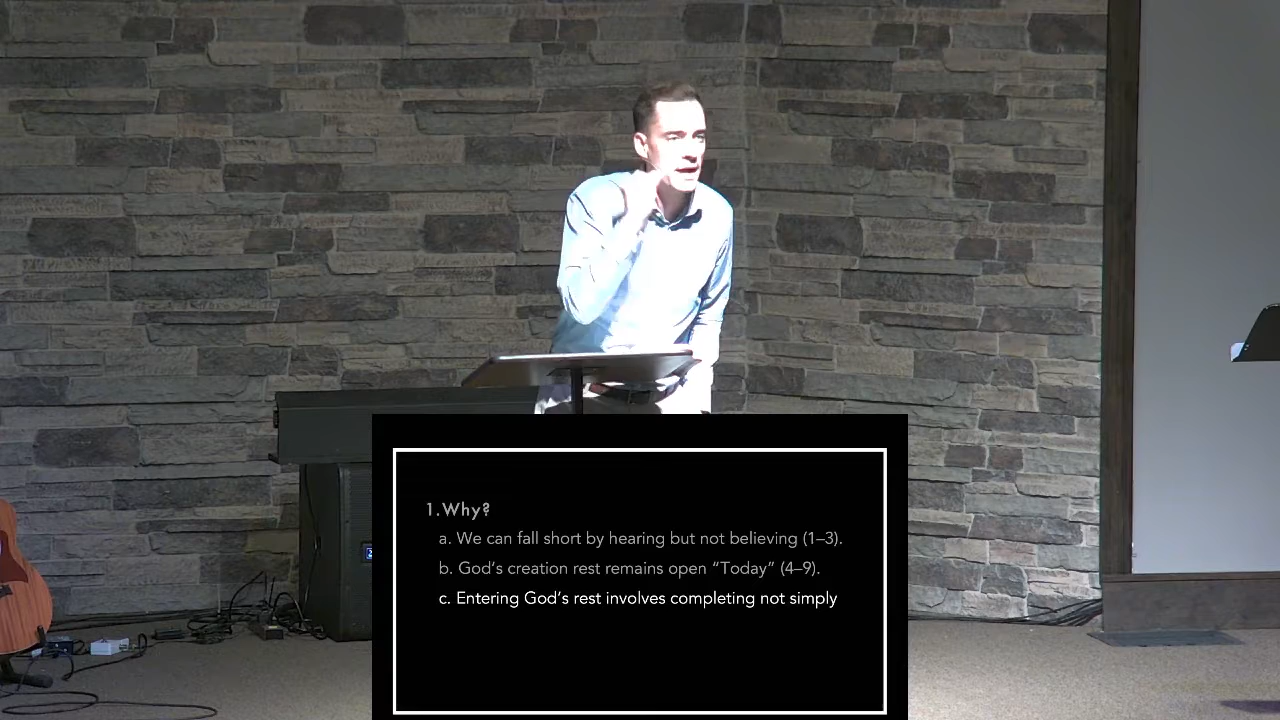 1.Why?
a. We can fall short by hearing but not believing (1–3).
b. God’s creation rest remains open “Today” (4–9).
c. Entering God’s rest involves completing not simply